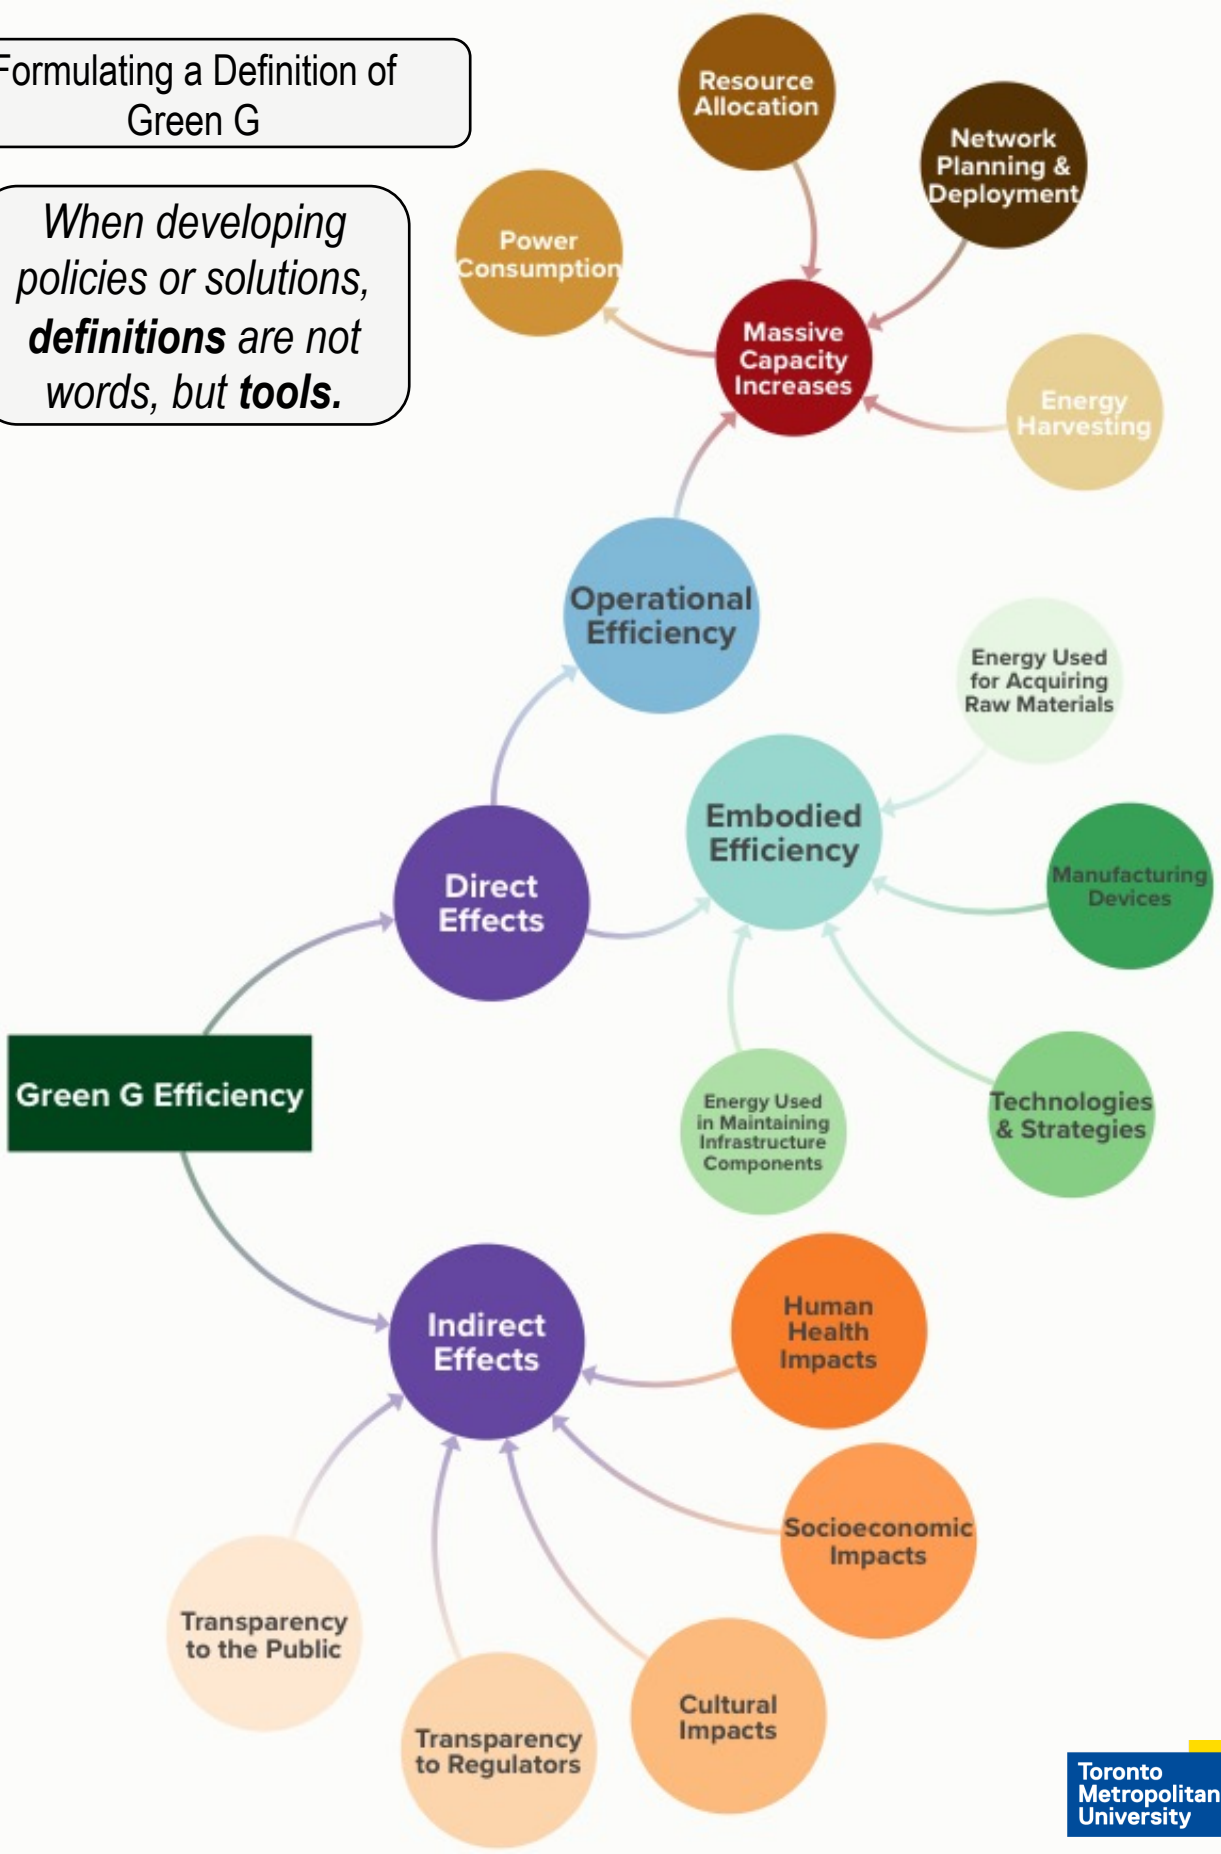 Formulating a Definition of
Green G
When developing
policies or solutions,
definitions are not
words, but tools.
Resource
Allocation
Network
Planning &
Deployment
Power
Consumption
Massive
Capacity
Increases
Energy
Harvesting
Operational
Efficiency
Energy Used
for Acquiring
Raw Materials
Embodied
Efficiency
Manufacturing
Devices
Direct
Effects
Green G Efficiency
Energy Used
in Maintaining
Infrastructure
Components
Technologies
& Strategies
Indirect
Effects
Human
Health
Impacts
Socioeconomic
Impacts
Transparency
to the Public
Cultural
Impacts
Transparency
to Regulators
Toronto
Metropolitan
University